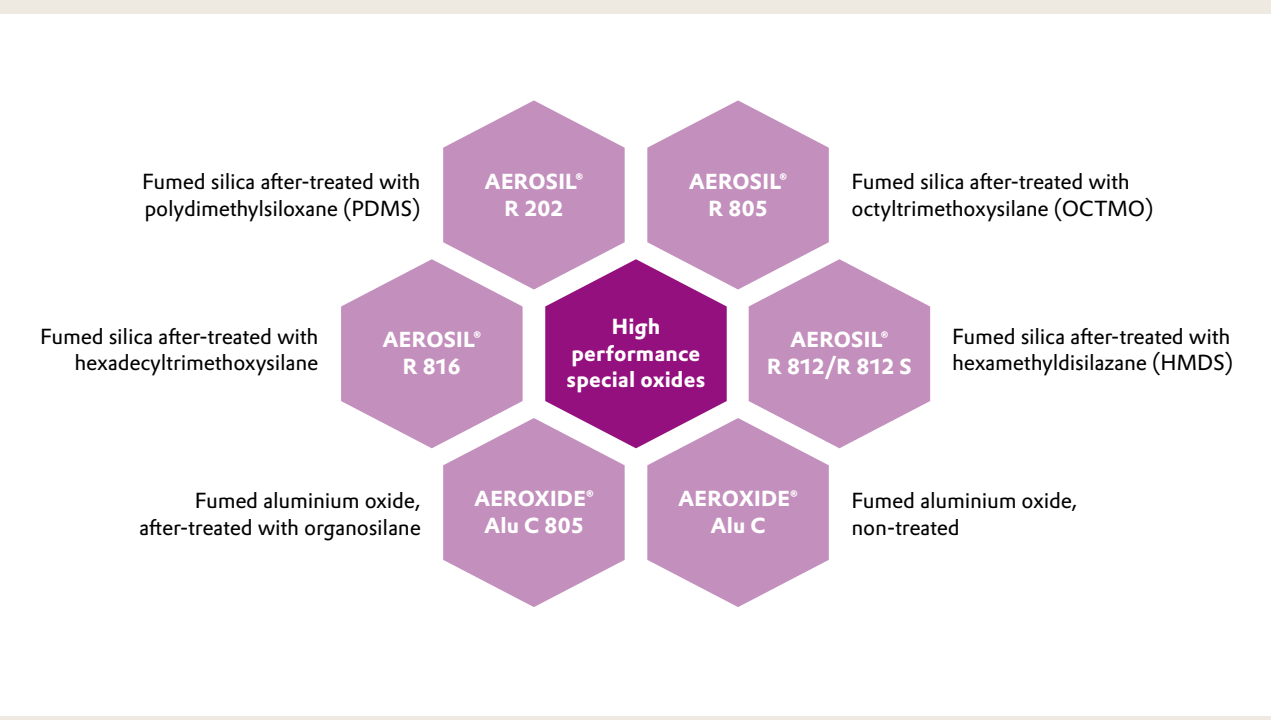 Fumed silica after-treated with
polydimethylsiloxane (PDMS)
AEROSIL®
R 202
AEROSIL®
R 805
Fumed silica after-treated with
octyltrimethoxysilane (OCTMO)
Fumed silica after-treated with
hexadecyltrimethoxysilane
AEROSIL®
R 816
High
performance
special oxides
AEROSIL®
R 812/R 812 S
Fumed silica after-treated with
hexamethyldisilazane (HMDS)
Fumed aluminium oxide,
after-treated with organosilane
AEROXIDE®
Alu C 805
AEROXIDE®
Alu C
Fumed aluminium oxide,
non-treated